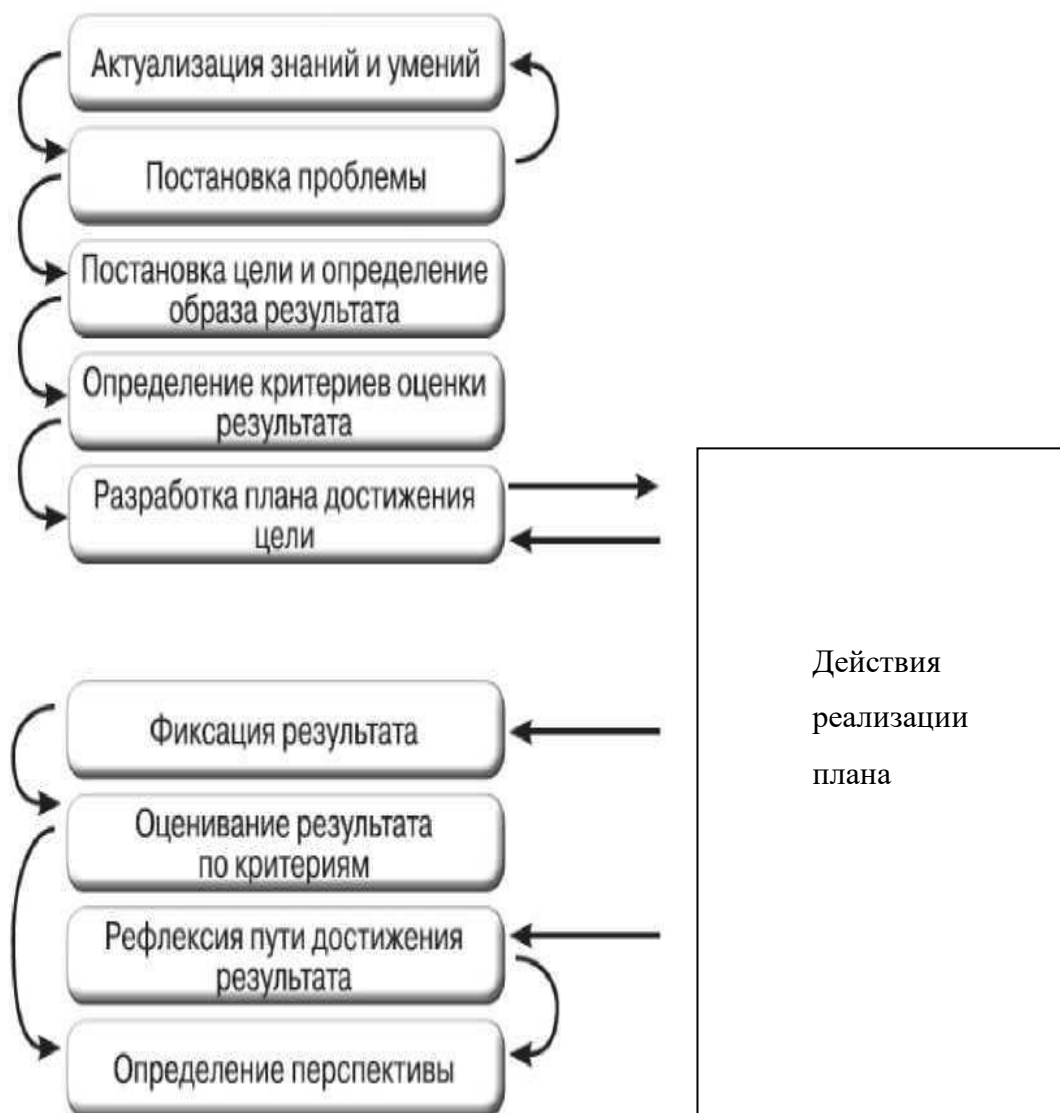 Актуализация знаний и умений
Постановка проблемы
Постановка цели и определение
образа результата
Определение критериев оценки
результата
Разработка плана достижения
цели
Действия
реализации
плана
Фиксация результата
Оценивание результата
по критериям
Рефлексия пути достижения
результата
Определение перспективы